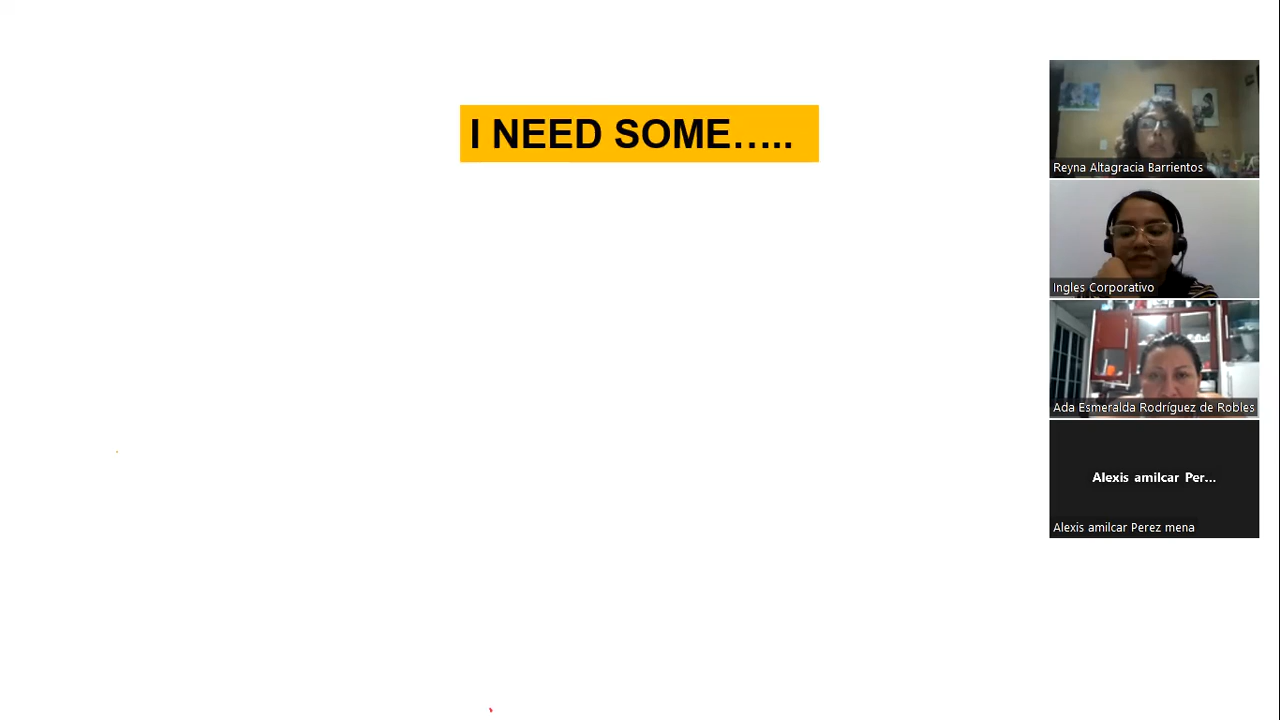 I NEED SOME…..
Reyna Altagracia Barrientos
Ingles Corporativo
Ada Esmeralda Rodríguez de Robles
Alexis amilcar Per...
Alexis amilcar Perez mena